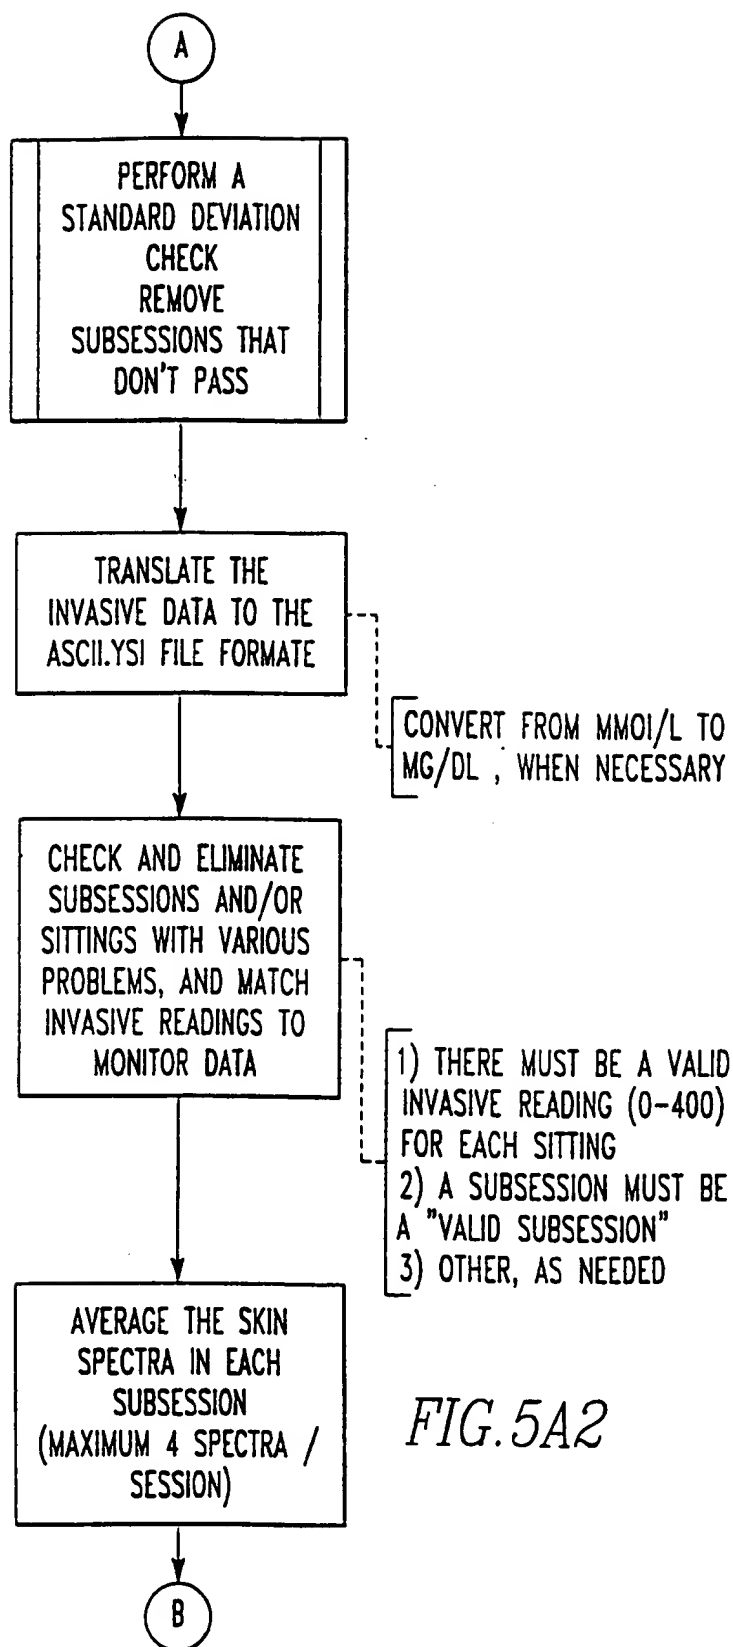 A
PERFORM A
STANDARD DEVIATION
CHECK
REMOVE
SUBSESSIONS THAT
DON'T PASS
TRANSLATE THE
INVASIVE DATA TO THE
ASCII.YSI FILE FORMATE
CONVERT FROM MMOl/L TO
MG/DL , WHEN NECESSARY
CHECK AND ELIMINATE
SUBSESSIONS AND/OR
SITTINGS WITH VARIOUS
PROBLEMS, AND MATCH
INVASIVE READINGS TO
MONITOR DATA
1) THERE MUST BE A VALID
INVASIVE READING (0-400)
FOR EACH SITTING
2) A SUBSESSION MUST BE
A "VALID SUBSESSION"
3) OTHER, AS NEEDED
AVERAGE THE SKIN
SPECTRA IN EACH
SUBSESSION
(MAXIMUM 4 SPECTRA /
SESSION)
FIG.5A2
B